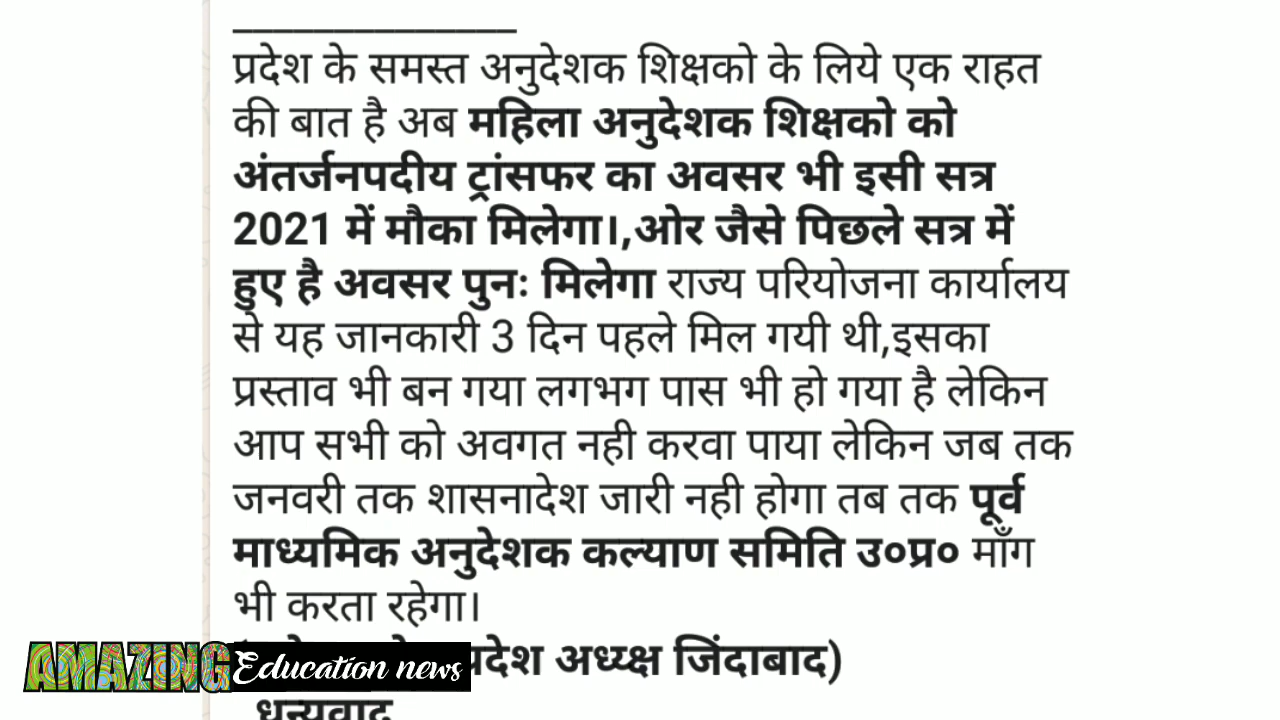 ______________
प्रदेश के समस्त अनुदेशक शिक्षको के लिये एक राहत
की बात है अब महिला अनुदेशक शिक्षको को
अंतर्जनपदीय ट्रांसफर का अवसर भी इसी सत्र
2021 में मौका मिलेगा।,ओर जैसे पिछले सत्र में
हुए है अवसर पुनः मिलेगा राज्य परियोजना कार्यालय
से यह जानकारी 3 दिन पहले मिल गयी थी,इसका
प्रस्ताव भी बन गया लगभग पास भी हो गया है लेकिन
आप सभी को अवगत नही करवा पाया लेकिन जब तक
जनवरी तक शासनादेश जारी नही होगा तब तक पूर्व
माध्यमिक अनुदेशक कल्याण समिति उ०प्र० माँग
भी करता रहेगा।
अध्य्क्ष जिंदाबाद)
AMAZING Education news
धन्यवाद